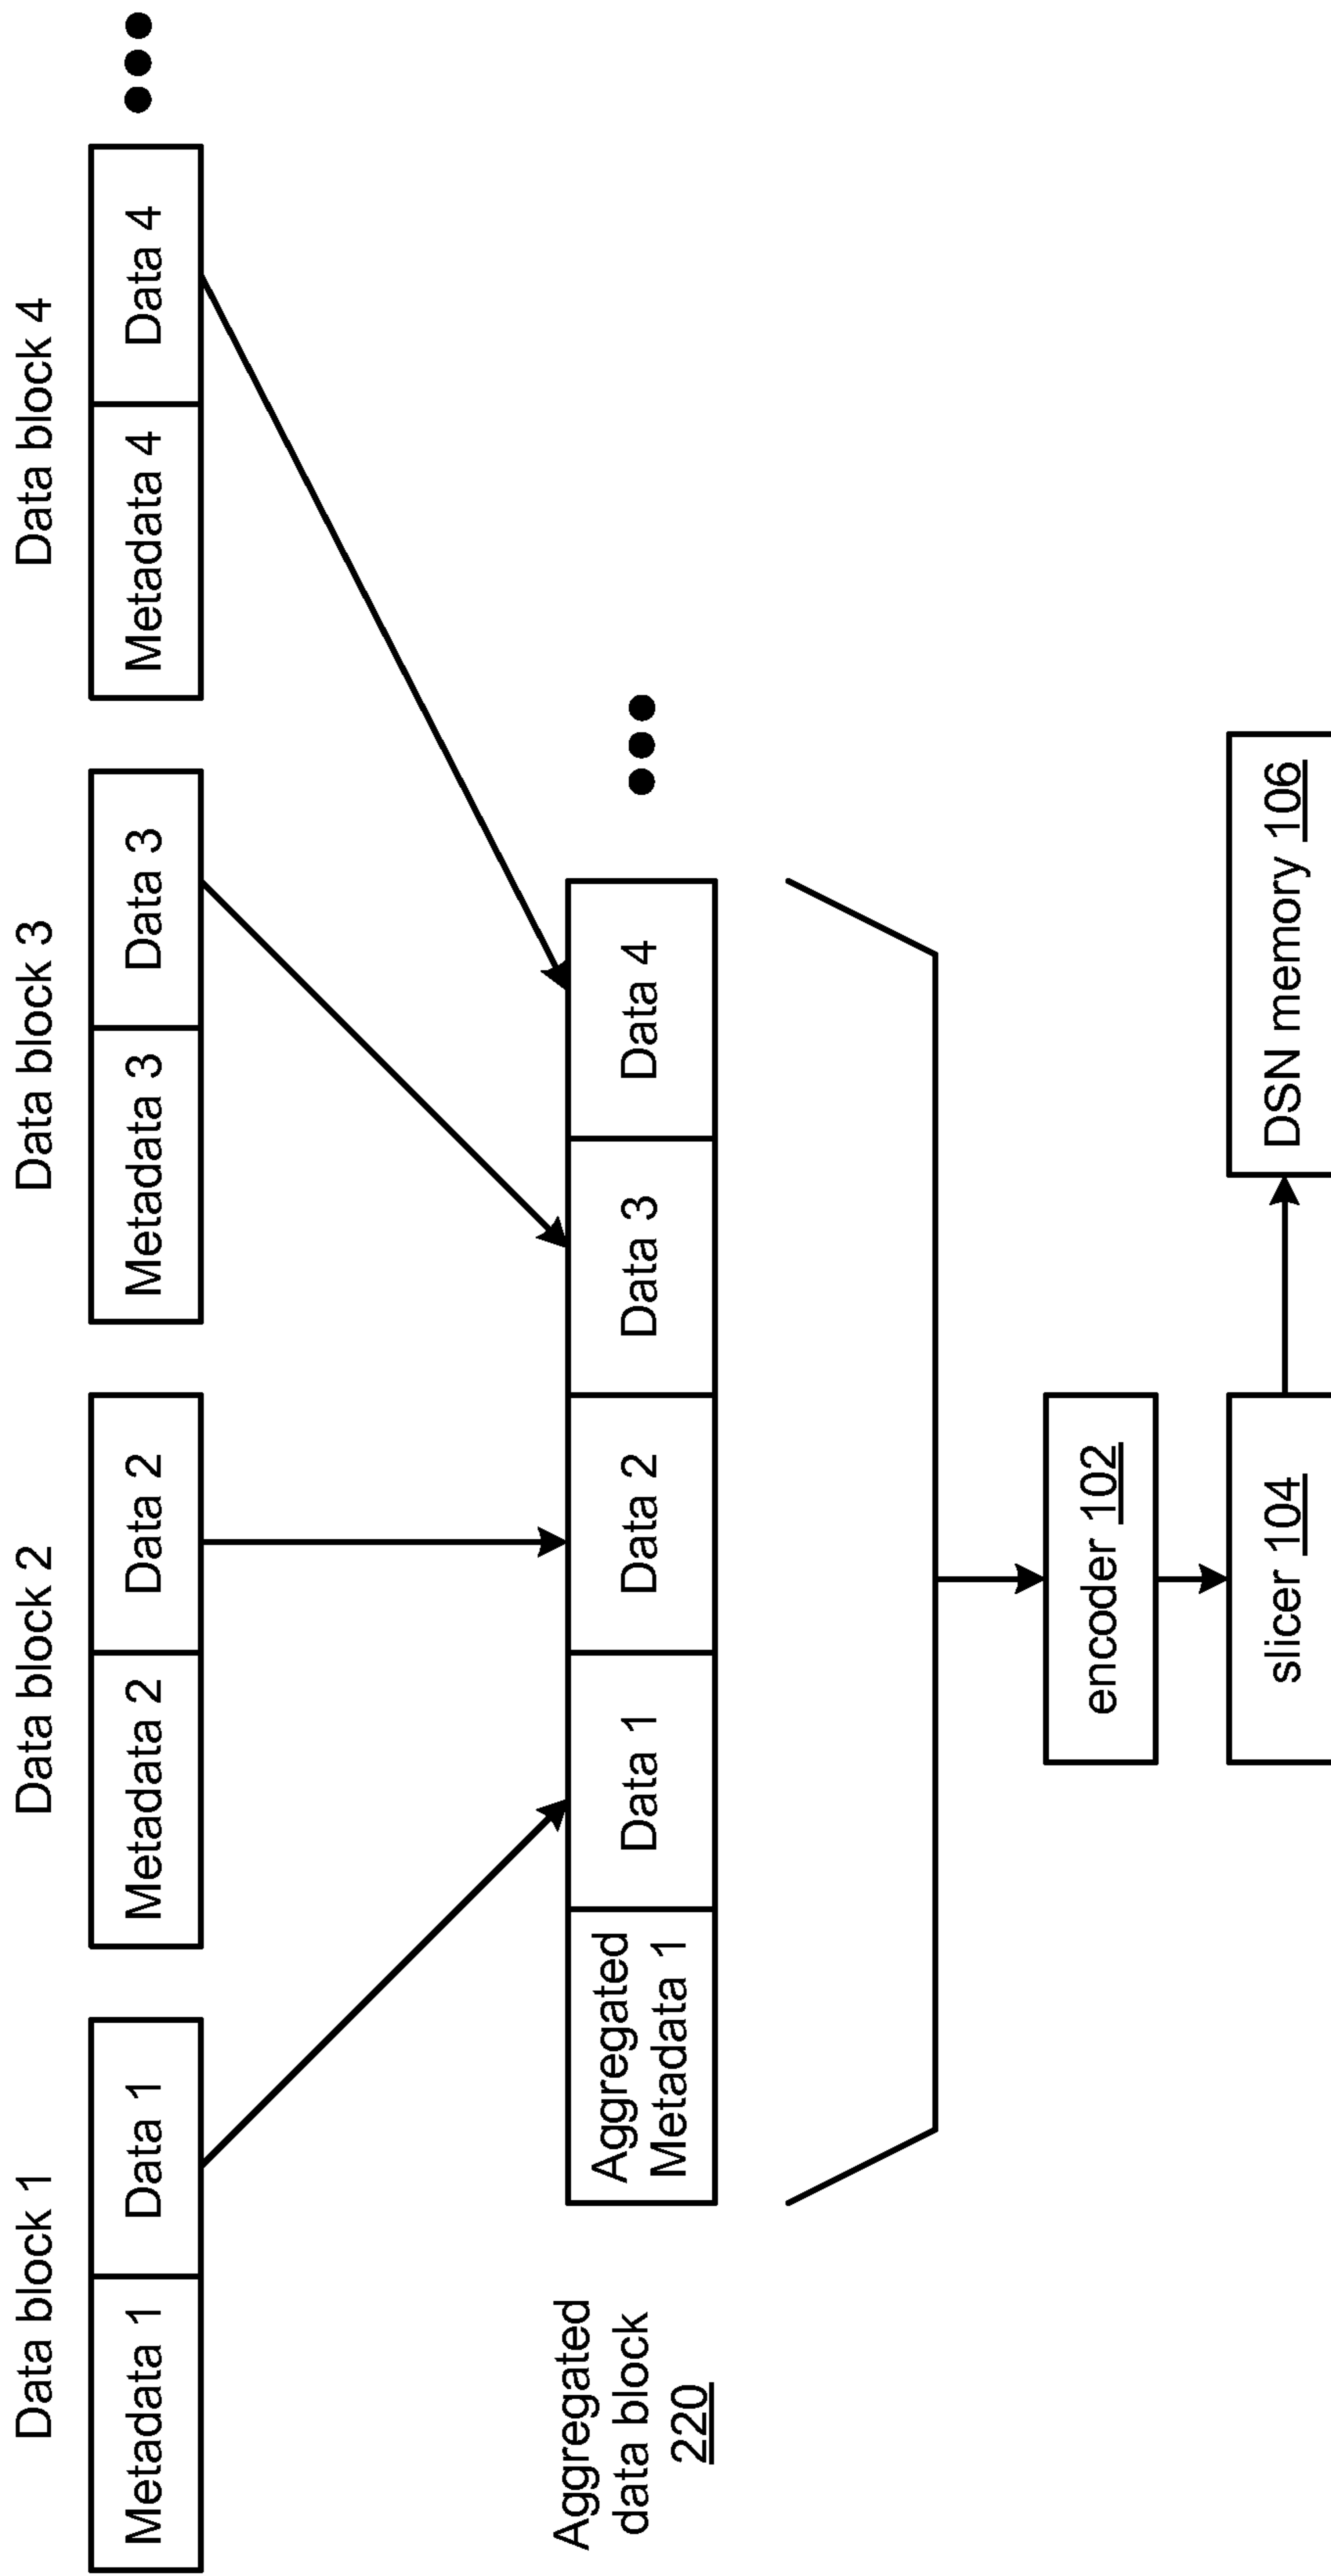 Data block 1
Data block 2
Data block 3
Data block 4
Metadata 1
Data 1
Metadata 2
Data 2
Metadata 3
Data 3
Metadata 4
Data 4
Aggregated
data block
220
Aggregated
Metadata 1
Data 1
Data 2
Data 3
Data 4
encoder 102
slicer 104
DSN memory 106